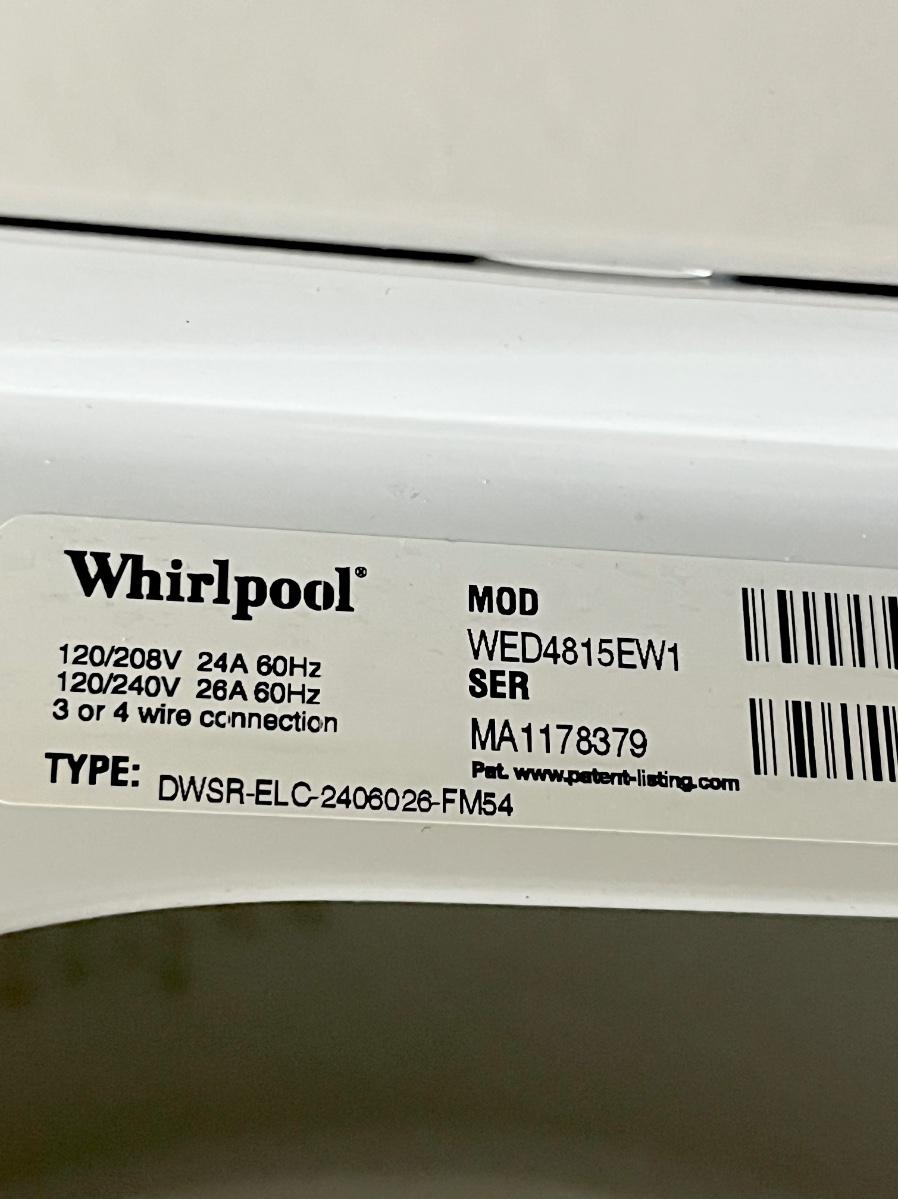 Whirlpool®
120/208V 24A 60Hz
120/240V 26A 60Hz
3 or 4 wire connection
TYPE: DWSR-ELC-2406026-FM54
MOD
WED4815EW1
SER
MA1178379
Pat. www.patent-listing.com